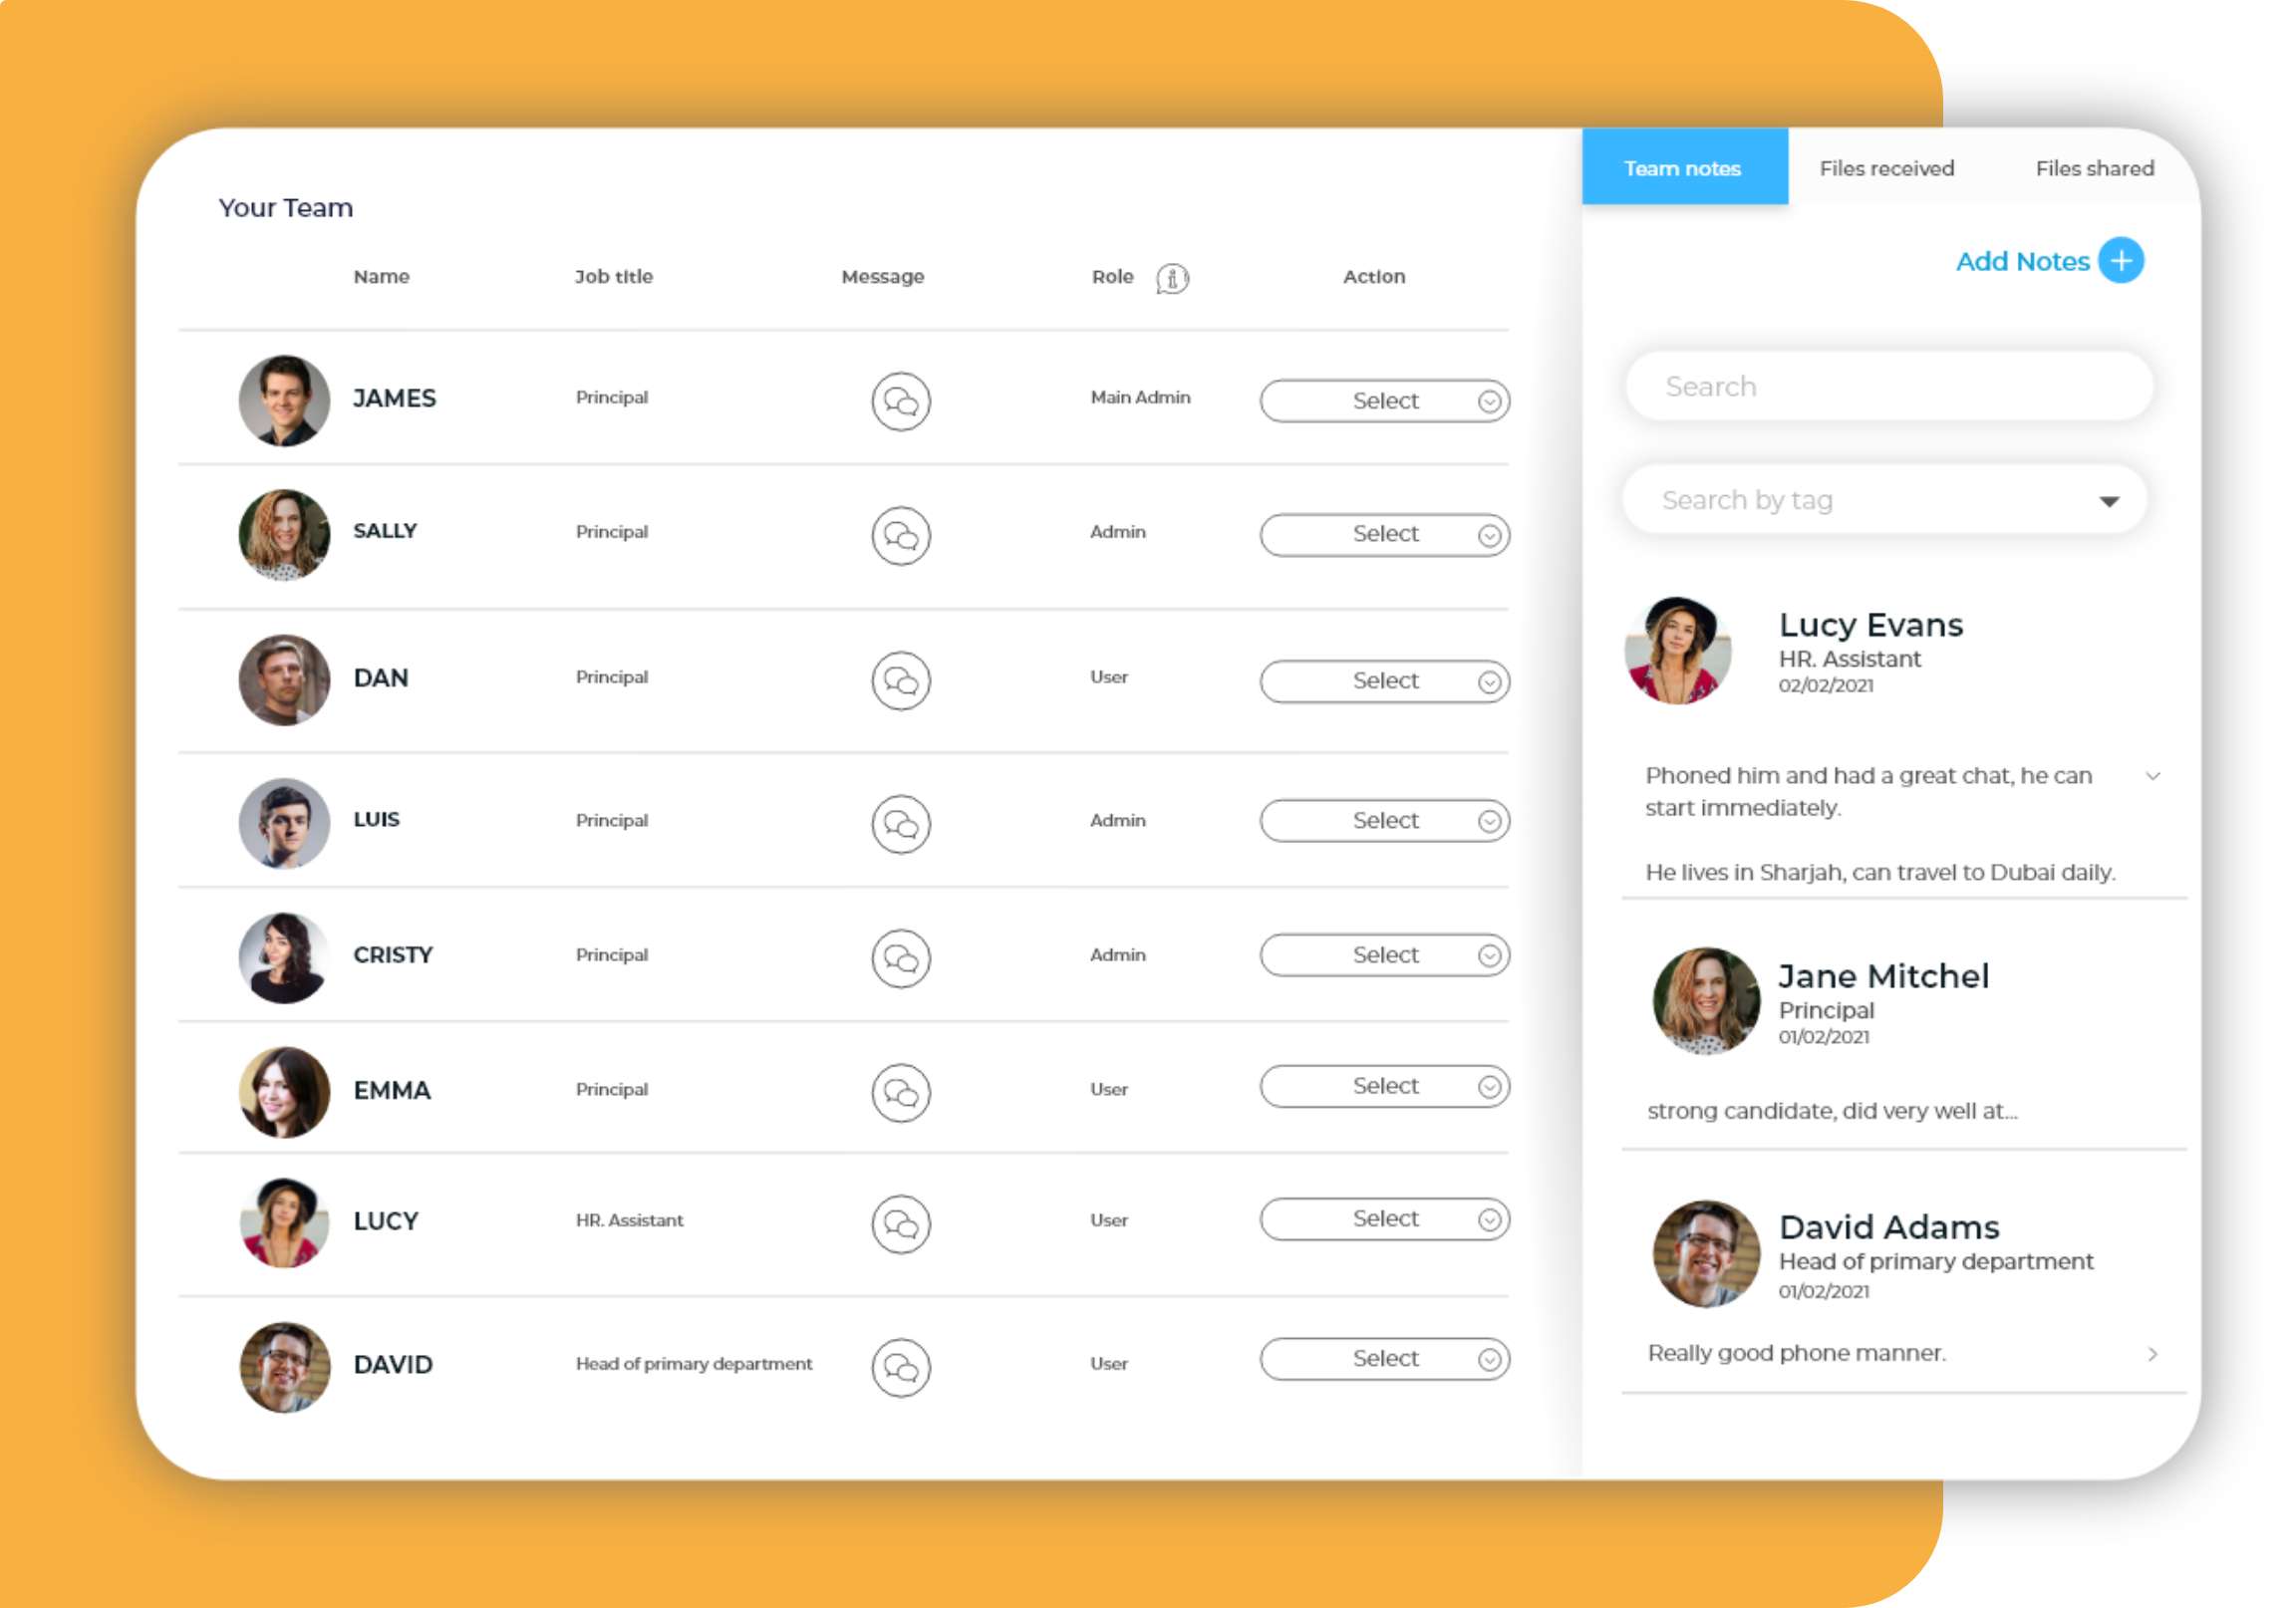 Your Team
Name Job title Message Role Action
JAMES Principal Main Admin Select
SALLY Principal Admin Select
DAN Principal User Select
LUIS Principal Admin Select
CRISTY Principal Admin Select
EMMA Principal User Select
LUCY HR. Assistant User Select
DAVID Head of primary department User Select
Team notes Files received Files shared
Add Notes
Search
Search by tag
Lucy Evans
HR. Assistant
02/02/2021
Phoned him and had a great chat, he can
start immediately.
He lives in Sharjah, can travel to Dubai daily.
Jane Mitchel
Principal
01/02/2021
strong candidate, did very well at...
David Adams
Head of primary department
01/02/2021
Really good phone manner.